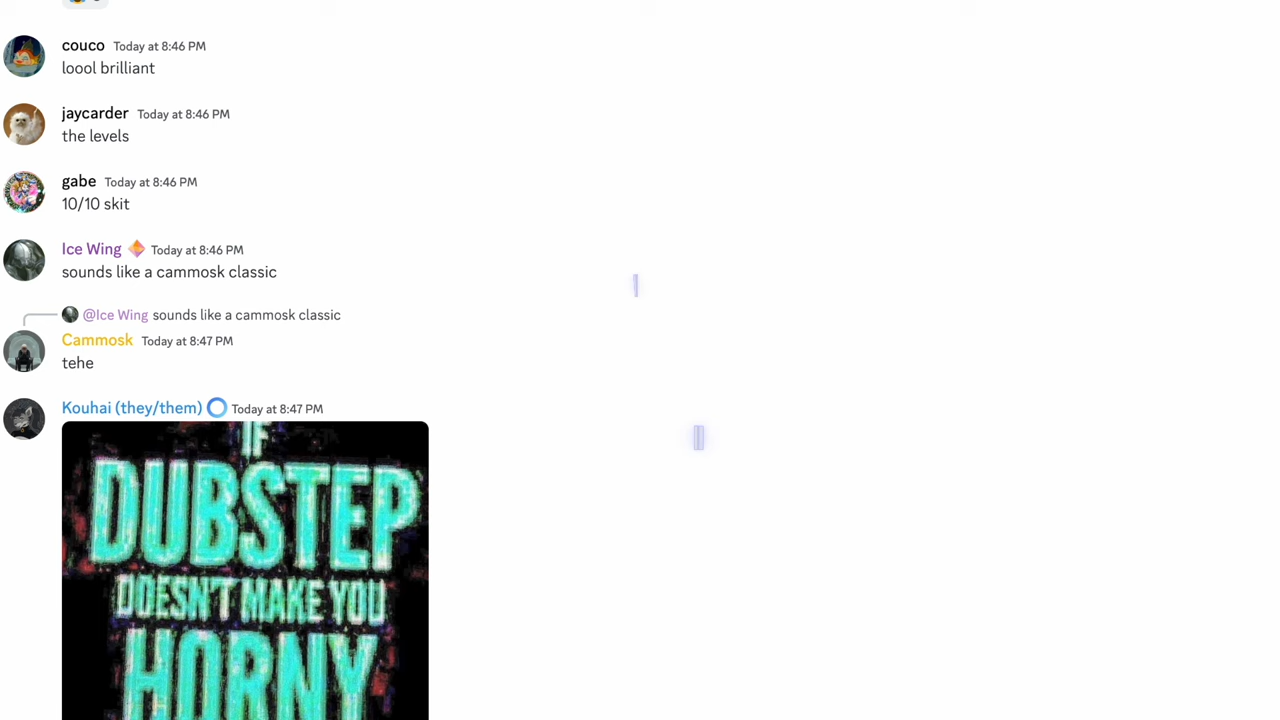 couco Today at 8:46 PM
loool brilliant
jaycarder Today at 8:46 PM
the levels
gabe Today at 8:46 PM
10/10 skit
Ice Wing Today at 8:46 PM
sounds like a cammosk classic
@Ice Wing sounds like a cammosk classic
Cammosk Today at 8:47 PM
tehe
Kouhai (they/them) Today at 8:47 PM
IF
DUBSTEP
DOESN'T MAKE YOU
HORNY